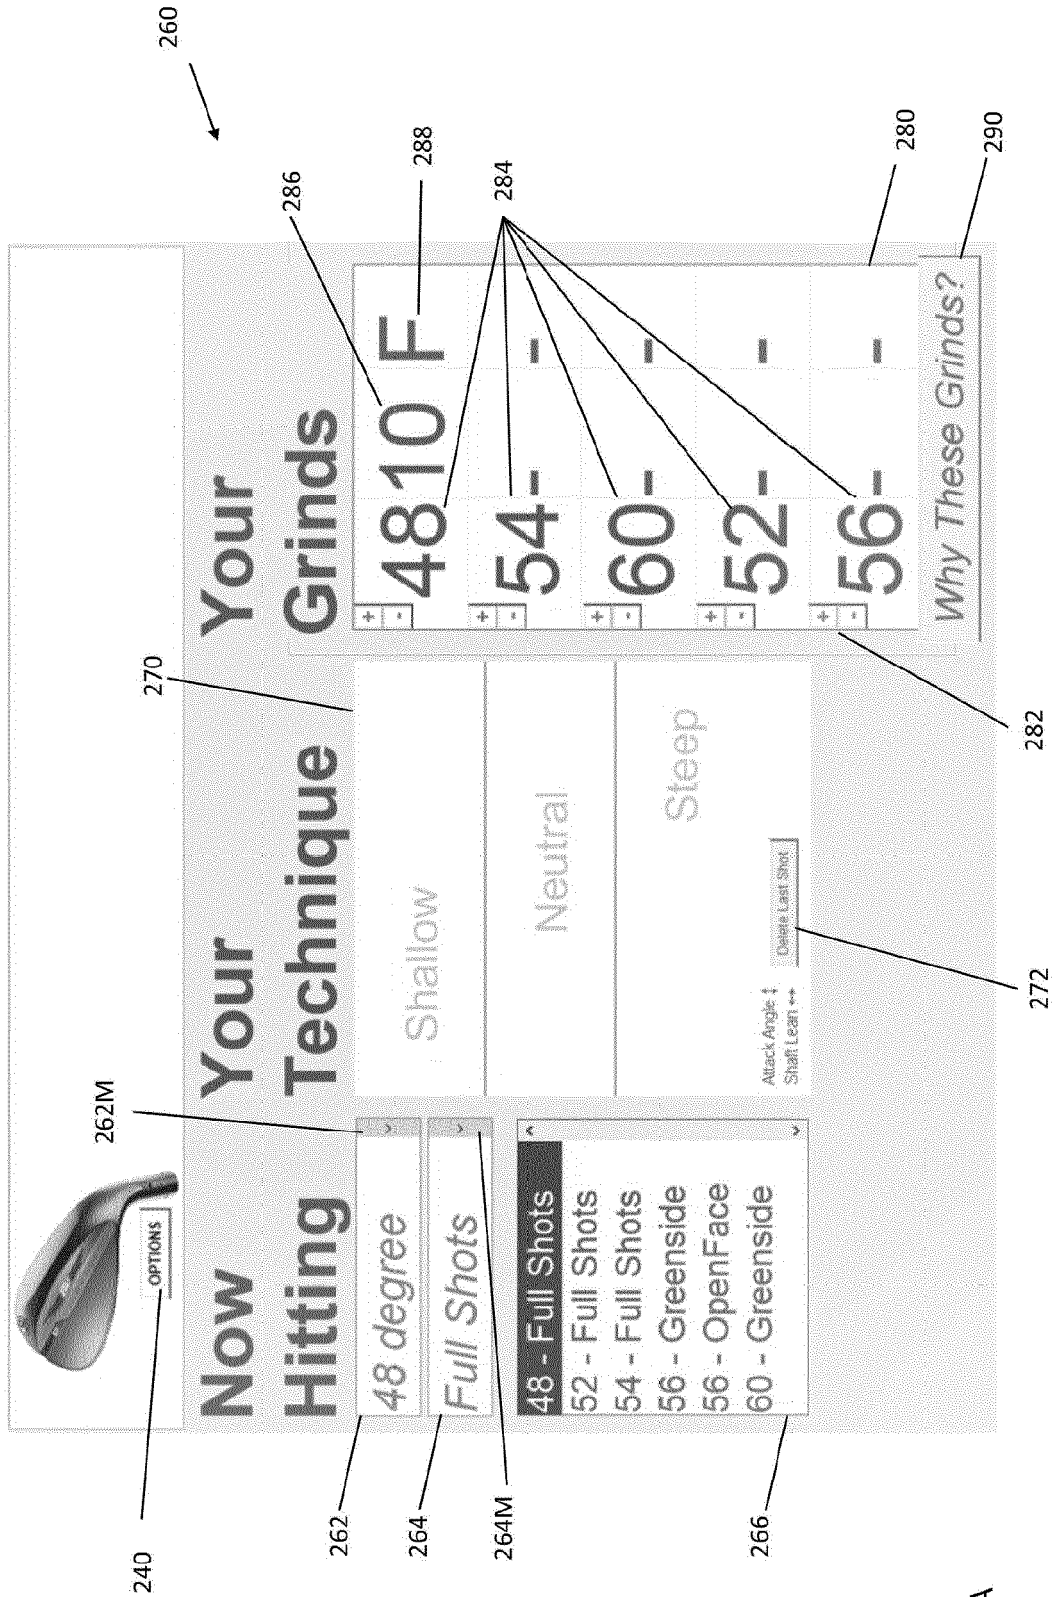 260
240
OPTIONS
Now
Hitting
Your
Technique
Your
Grinds
262M
270
286
288
284
262
48 degree
264
Full Shots
264M
48 - Full Shots
52 - Full Shots
54 - Full Shots
56 - Greenside
56 - OpenFace
60 - Greenside
266
Shallow
Neutral
Steep
Attack Angle ↕
Shaft Lean ↔
Delete Last Shot
272
+
-
48 10 F
+
-
54 - -
+
-
60 - -
+
-
52 - -
+
-
56 - -
280
282
Why These Grinds?
290
A